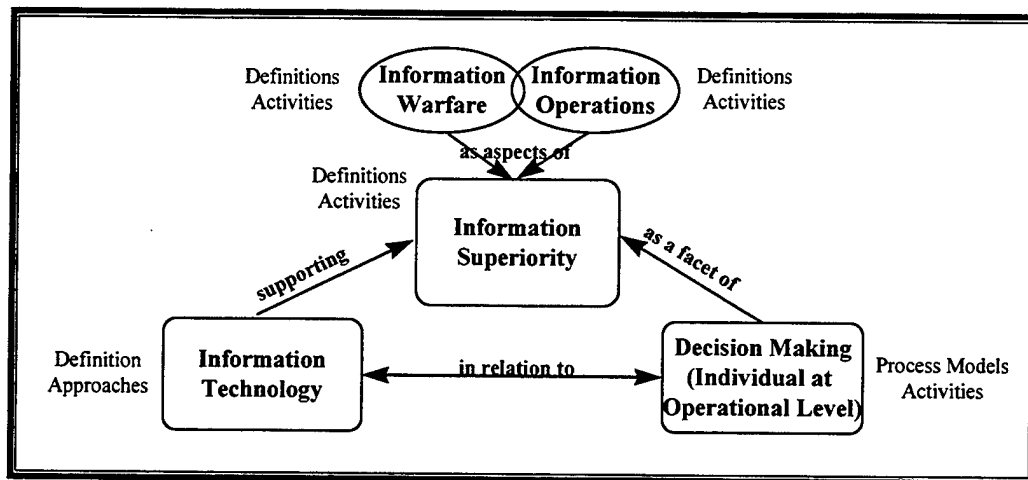 Definitions
Activities
Information
Warfare
Information
Operations
Definitions
Activities
as aspects of
Definitions
Activities
Information
Superiority
supporting
as a facet of
Definition
Approaches
Information
Technology
in relation to
Decision Making
(Individual at
Operational Level)
Process Models
Activities